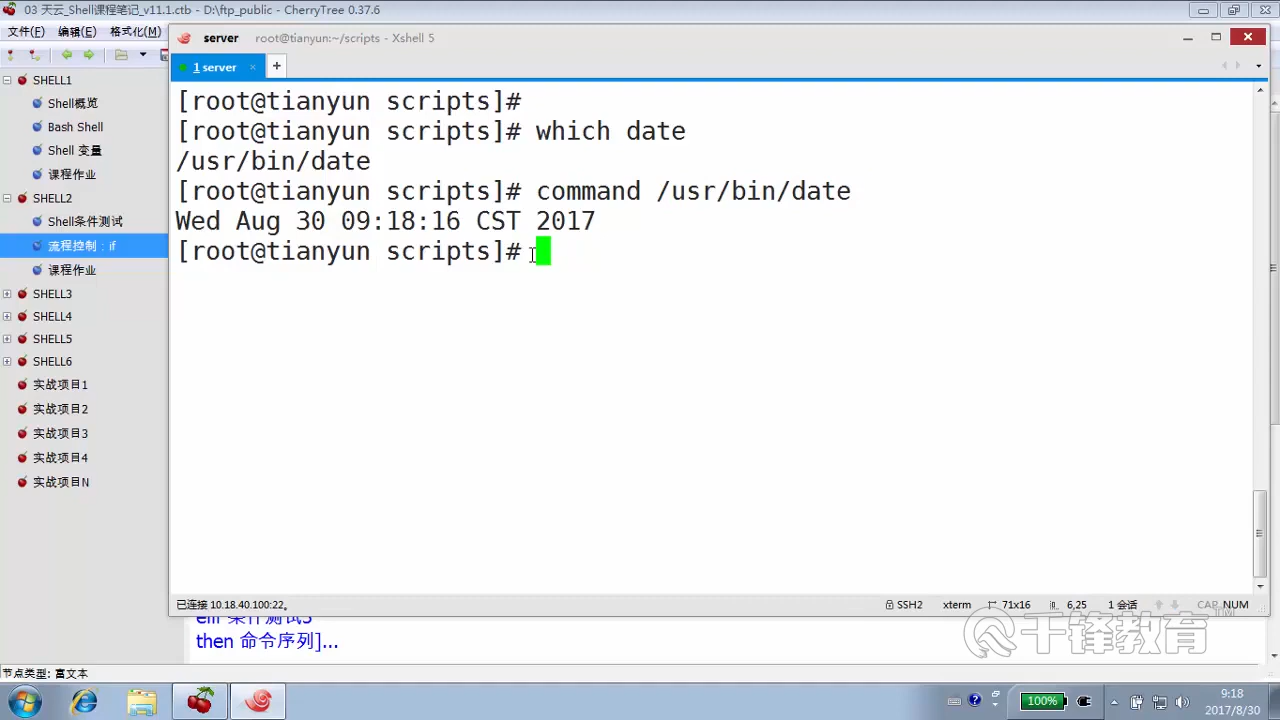 03 天云_Shell课程笔记_v11.1.ctb - D:\ftp_public - CherryTree 0.37.6
文件(F) 编辑(E) 格式化(M)
SHELL1
Shell概览
Bash Shell
Shell 变量
课程作业
SHELL2
Shell条件测试
流程控制：if
课程作业
SHELL3
SHELL4
SHELL5
SHELL6
实战项目1
实战项目2
实战项目3
实战项目4
实战项目N
节点类型: 富文本
server root@tianyun:~/scripts - Xshell 5
1 server × +
[root@tianyun scripts]#
[root@tianyun scripts]# which date
/usr/bin/date
[root@tianyun scripts]# command /usr/bin/date
Wed Aug 30 09:18:16 CST 2017
[root@tianyun scripts]#
已连接 10.18.40.100:22。 SSH2 xterm 71x16 6,25 1 会话 CAP NUM
elif 条件测试3
then 命令序列]...
千锋教育 TM
100% 9:18
2017/8/30